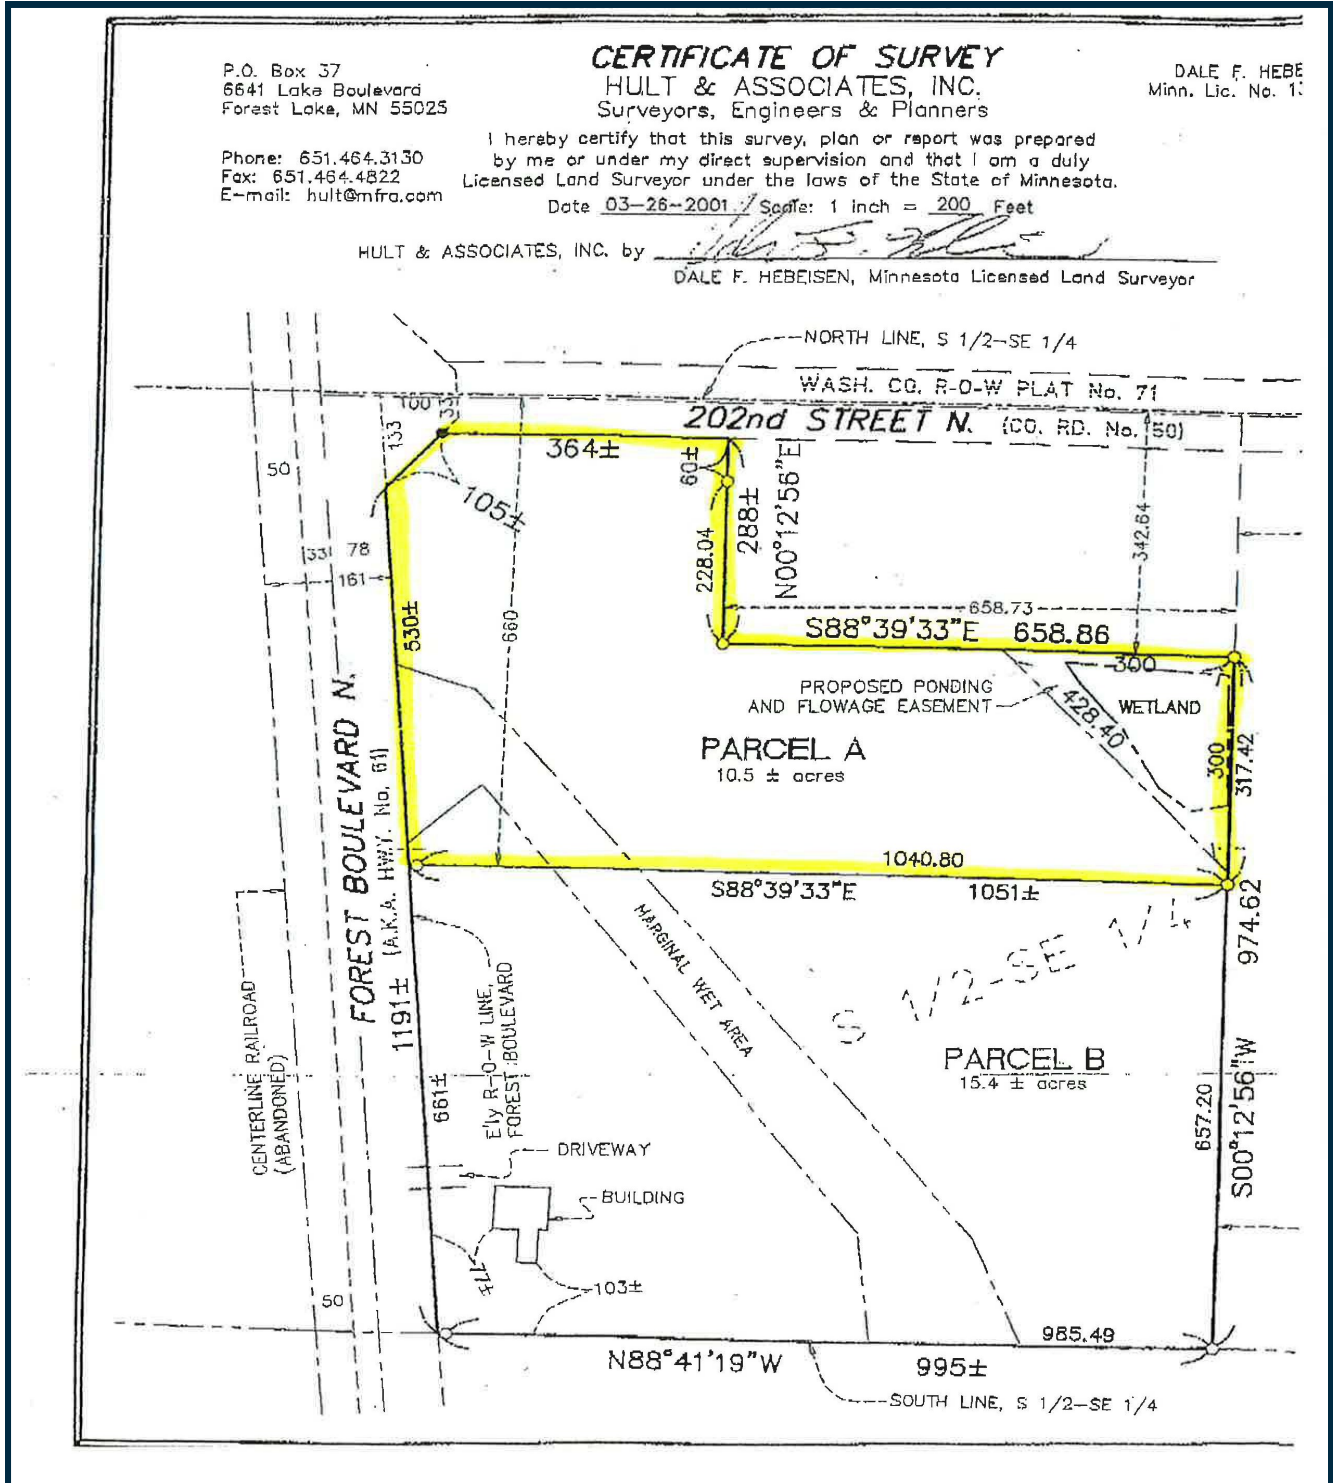 P.O. Box 37
6641 Lake Boulevard
Forest Lake, MN 55025
Phone: 651.464.3130
Fax: 651.464.4822
E-mail: hult@mfra.com
CERTIFICATE OF SURVEY
HULT & ASSOCIATES, INC.
Surveyors, Engineers & Planners
DALE F. HEBE
Minn. Lic. No.
I hereby certify that this survey, plan or report was prepared
by me or under my direct supervision and that I am a duly
Licensed Land Surveyor under the laws of the State of Minnesota.
Date 03-26-2001 Scale: 1 inch = 200 Feet
HULT & ASSOCIATES, INC. by
DALE F. HEBEISEN, Minnesota Licensed Land Surveyor
NORTH LINE, S 1/2-SE 1/4
WASH. CO. R-O-W PLAT No. 71
202nd STREET N. (CO. RD. No. 50)
100
33
133
364±
60±
50
105±
288±
N00°12'56"E
228.04
342.64
33
78
161
660
530±
658.73
S88°39'33"E 658.86
300
PROPOSED PONDING
AND FLOWAGE EASEMENT
428.40
WETLAND
300
317.42
PARCEL A
10.5 ± acres
FOREST BOULEVARD N.
(A.K.A. HWY. No. 61)
1040.80
S88°39'33"E
1051±
974.62
MARGINAL WET AREA
S 1/2-SE 1/4
1191±
E'ly R-O-W LINE,
FOREST BOULEVARD
CENTERLINE RAILROAD
(ABANDONED)
PARCEL B
15.4 ± acres
661±
657.20
S00°12'56"W
DRIVEWAY
BUILDING
77±
103±
50
985.49
N88°41'19"W
995±
SOUTH LINE, S 1/2-SE 1/4